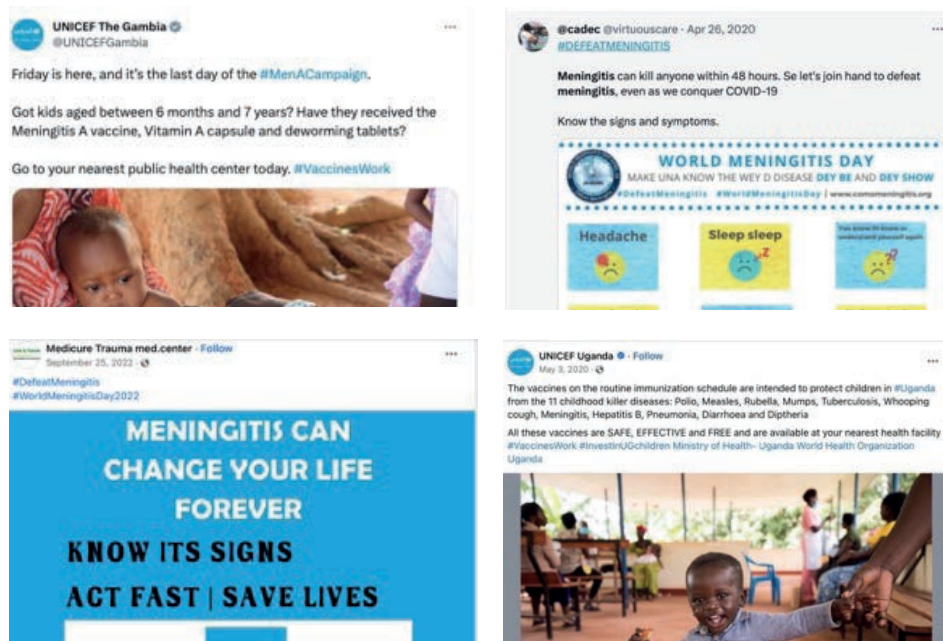 UNICEF The Gambia
@UNICEFGambia
Friday is here, and it's the last day of the #MenACampaign.
Got kids aged between 6 months and 7 years? Have they received the
Meningitis A vaccine, Vitamin A capsule and deworming tablets?
Go to your nearest public health center today. #VaccinesWork
@cadec @virtuouscare · Apr 26, 2020
#DEFEATMENINGITIS
Meningitis can kill anyone within 48 hours. Se let's join hand to defeat
meningitis, even as we conquer COVID-19
Know the signs and symptoms.
WORLD MENINGITIS DAY
MAKE UNA KNOW THE WEY D DISEASE DEY BE AND DEY SHOW
#DefeatMeningitis #WorldMeningitisDay | www.comomeningitis.org
Headache
Sleep sleep
Medicure Trauma med.center · Follow
September 25, 2022 ·
#DefeatMeningitis
#WorldMeningitisDay2022
MENINGITIS CAN
CHANGE YOUR LIFE
FOREVER
KNOW ITS SIGNS
ACT FAST | SAVE LIVES
UNICEF Uganda · Follow
May 3, 2020 ·
The vaccines on the routine immunization schedule are intended to protect children in #Uganda
from the 11 childhood killer diseases: Polio, Measles, Rubella, Mumps, Tuberculosis, Whooping
cough, Meningitis, Hepatitis B, Pneumonia, Diarrhoea and Diptheria
All these vaccines are SAFE, EFFECTIVE and FREE and are available at your nearest health facility
#VaccinesWork #InvestinUGchildren Ministry of Health- Uganda World Health Organization
Uganda